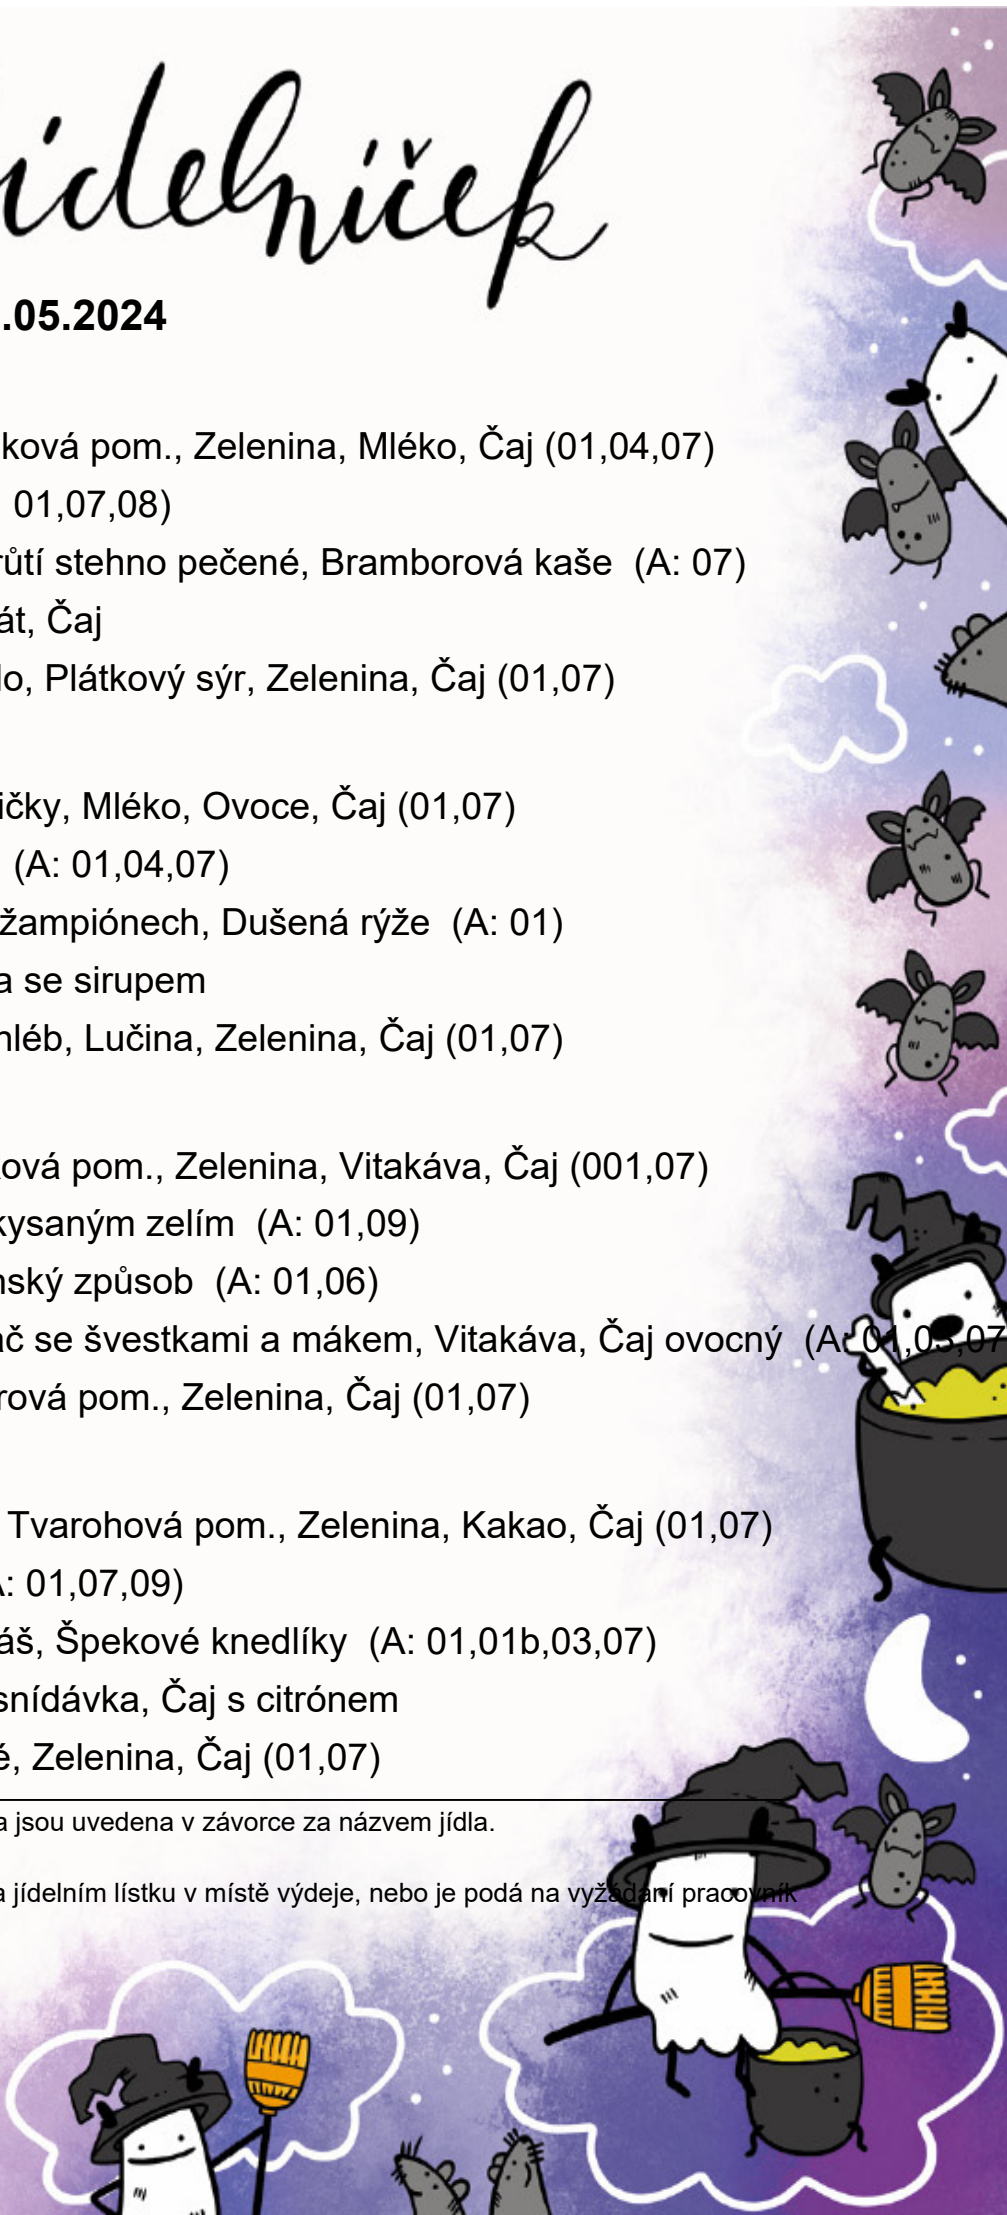 ídelníček
.05.2024
ková pom., Zelenina, Mléko, Čaj (01,04,07)
01,07,08)
růtí stehno pečené, Bramborová kaše (A: 07)
át, Čaj
lo, Plátkový sýr, Zelenina, Čaj (01,07)
ičky, Mléko, Ovoce, Čaj (01,07)
(A: 01,04,07)
žampiónech, Dušená rýže (A: 01)
a se sirupem
hléb, Lučina, Zelenina, Čaj (01,07)
ová pom., Zelenina, Vitakáva, Čaj (001,07)
kysaným zelím (A: 01,09)
nský způsob (A: 01,06)
áč se švestkami a mákem, Vitakáva, Čaj ovocný (A: 01,03,07
rová pom., Zelenina, Čaj (01,07)
Tvarohová pom., Zelenina, Kakao, Čaj (01,07)
A: 01,07,09)
áš, Špekové knedlíky (A: 01,01b,03,07)
snídávka, Čaj s citrónem
é, Zelenina, Čaj (01,07)
a jsou uvedena v závorce za názvem jídla.
a jídelním lístku v místě výdeje, nebo je podá na vyžádání pracovník